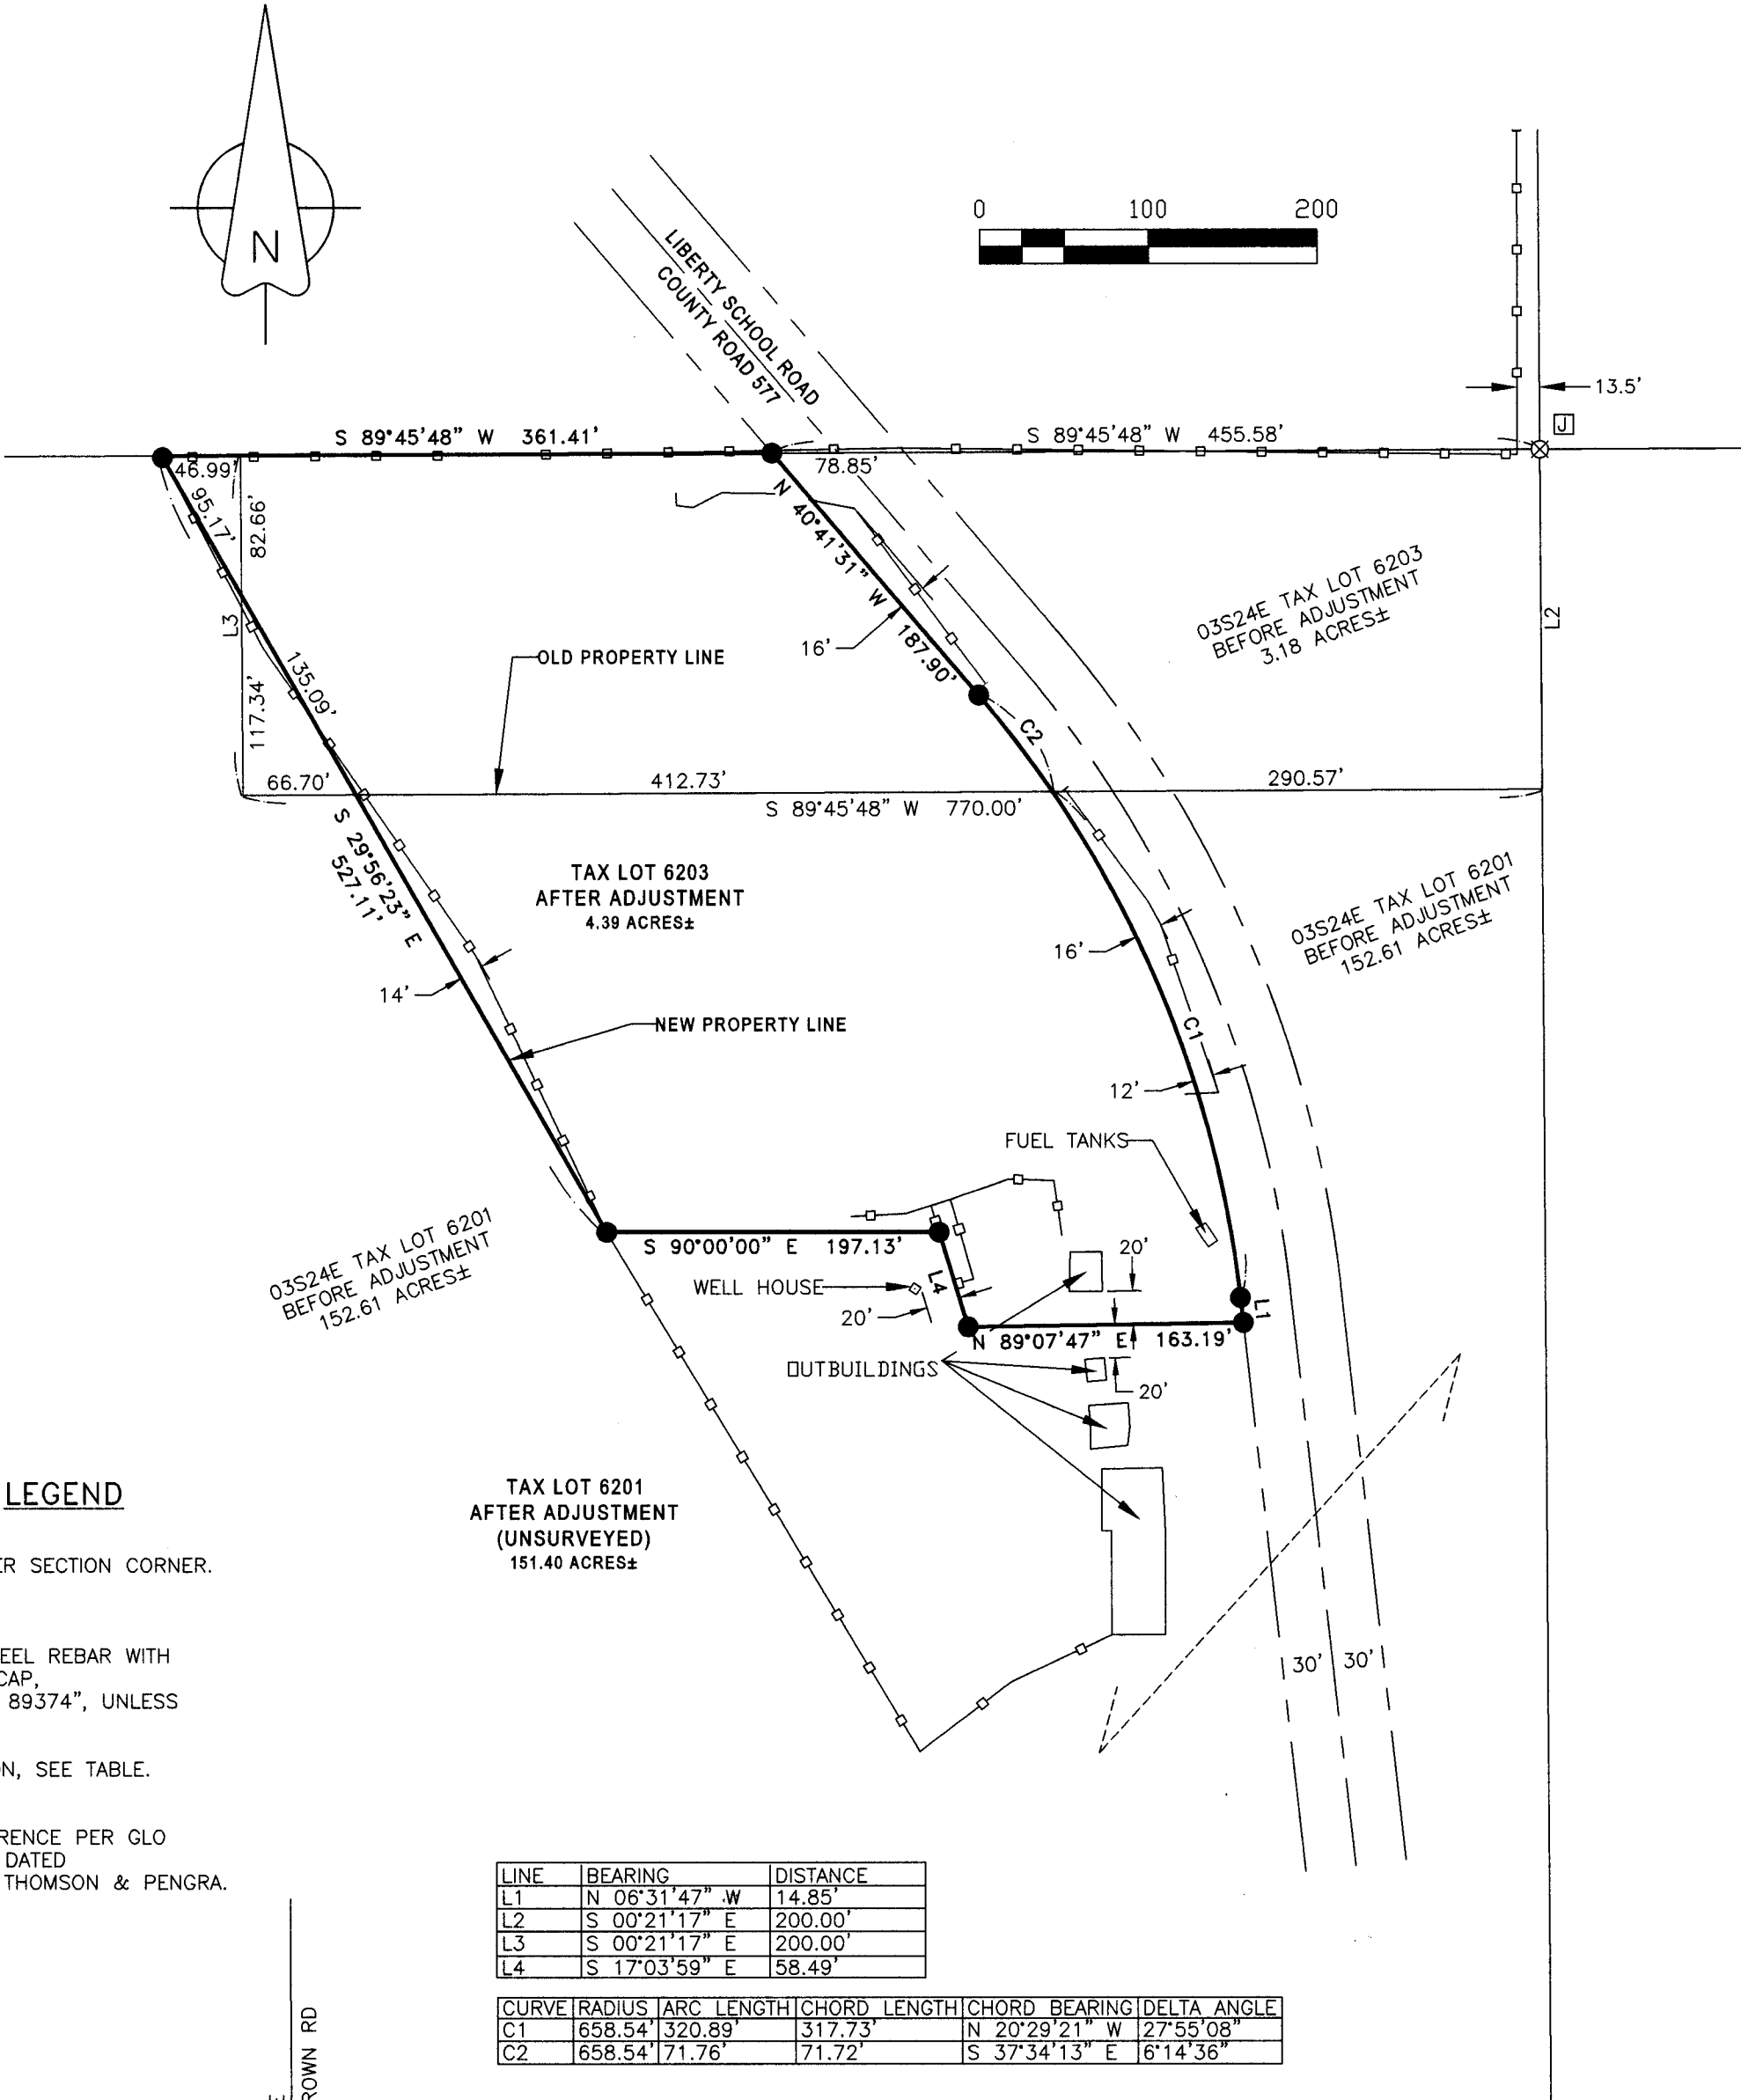 N
0 100 200
LIBERTY SCHOOL ROAD
COUNTY ROAD 577
13.5'
J
S 89°45'48" W 361.41'
S 89°45'48" W 455.58'
46.99'
78.85'
95.17'
82.66'
N 40°41'31" W 187.90'
03S24E TAX LOT 6203
BEFORE ADJUSTMENT
3.18 ACRES±
L2
L3
16'
OLD PROPERTY LINE
135.09'
117.34'
C2
66.70'
412.73'
290.57'
S 89°45'48" W 770.00'
S 29°56'23" E
527.11'
TAX LOT 6203
AFTER ADJUSTMENT
4.39 ACRES±
03S24E TAX LOT 6201
BEFORE ADJUSTMENT
152.61 ACRES±
16'
14'
NEW PROPERTY LINE
C1
12'
FUEL TANKS
03S24E TAX LOT 6201
BEFORE ADJUSTMENT
152.61 ACRES±
S 90°00'00" E 197.13'
20'
WELL HOUSE
L4
L1
20'
N 89°07'47" E 163.19'
OUTBUILDINGS
20'
LEGEND
TAX LOT 6201
AFTER ADJUSTMENT
(UNSURVEYED)
151.40 ACRES±
ER SECTION CORNER.
EEL REBAR WITH
CAP,
89374", UNLESS
30' 30'
ON, SEE TABLE.
RENCE PER GLO
DATED
THOMSON & PENGRA.
LINE BEARING DISTANCE
L1 N 06°31'47" W 14.85'
L2 S 00°21'17" E 200.00'
L3 S 00°21'17" E 200.00'
L4 S 17°03'59" E 58.49'
CURVE RADIUS ARC LENGTH CHORD LENGTH CHORD BEARING DELTA ANGLE
C1 658.54' 320.89' 317.73' N 20°29'21" W 27°55'08"
C2 658.54' 71.76' 71.72' S 37°34'13" E 6°14'36"
ROWN RD